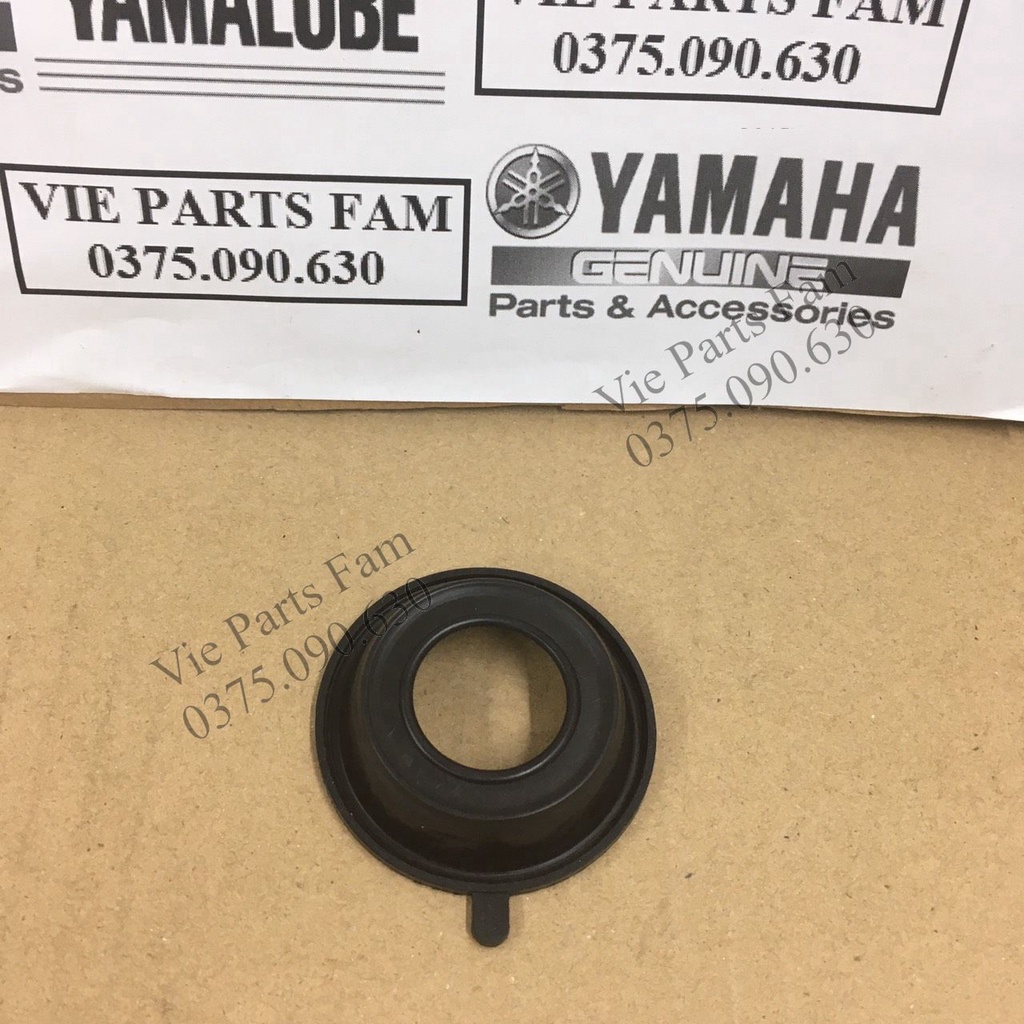 YAMALUBE
VIE PARTS FAM
0375.090.630
s
VIE PARTS FAM
0375.090.630
YAMAHA
GENUINE
Parts & Accessories
Vie Parts Fam
0375.090.630
Vie Parts Fam
0375.090.630